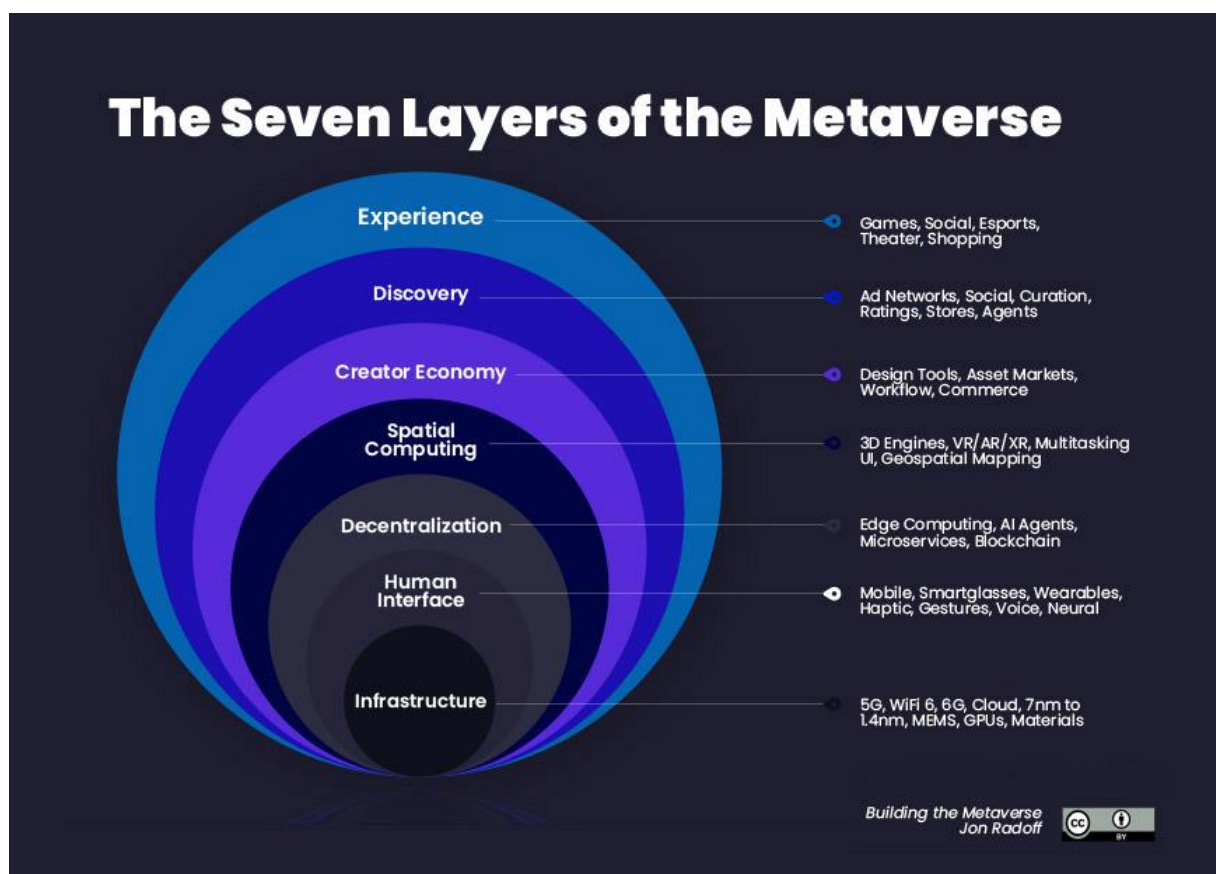 The Seven Layers of the Metaverse
Experience
Games, Social, Esports,
Theater, Shopping
Discovery
Ad Networks, Social, Curation,
Ratings, Stores, Agents
Creator Economy
Design Tools, Asset Markets,
Workflow, Commerce
Spatial
Computing
3D Engines, VR/AR/XR, Multitasking
UI, Geospatial Mapping
Decentralization
Edge Computing, AI Agents,
Microservices, Blockchain
Human
Interface
Mobile, Smartglasses, Wearables,
Haptic, Gestures, Voice, Neural
Infrastructure
5G, WiFi 6, 6G, Cloud, 7nm to
1.4nm, MEMS, GPUs, Materials
Building the Metaverse
Jon Radoff
cc
BY